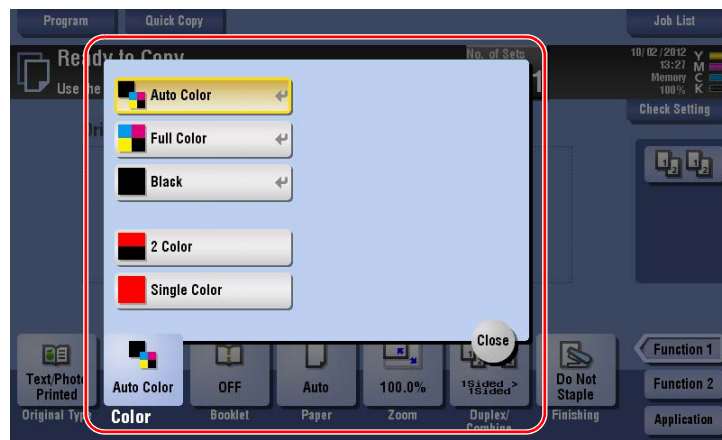 Program
Quick Copy
Job List
Ready to Copy
No. of Sets
1
Use the
10/02/2012
13:27
Memory
100%
Y
M
C
K
Check Setting
Auto Color
Full Color
Black
2 Color
Single Color
Close
Text/Photo
Printed
Auto Color
OFF
Auto
100.0%
1Sided >
1Sided
Do Not
Staple
Original Type
Color
Booklet
Paper
Zoom
Duplex/
Combine
Finishing
Function 1
Function 2
Application